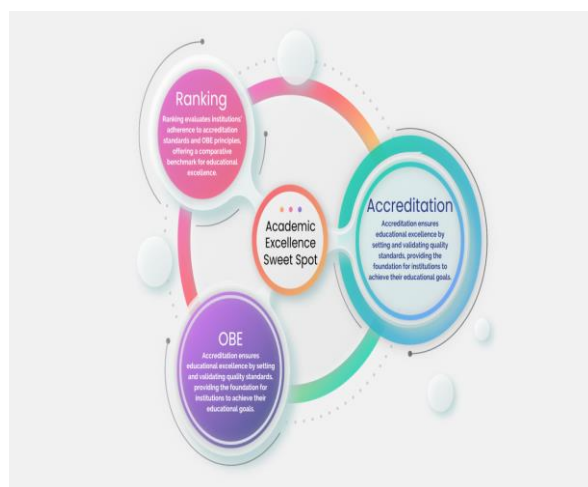 Ranking
Ranking evaluates institutions'
adherence to accreditation
standards and OBE principles,
offering a comparative
benchmark for educational
excellence.
Academic
Excellence
Sweet Spot
Accreditation
Accreditation ensures
educational excellence by
setting and validating quality
standards, providing the
foundation for institutions to
achieve their educational goals.
OBE
Accreditation ensures
educational excellence by setting
and validating quality standards,
providing the foundation for
institutions to achieve their
educational goals.